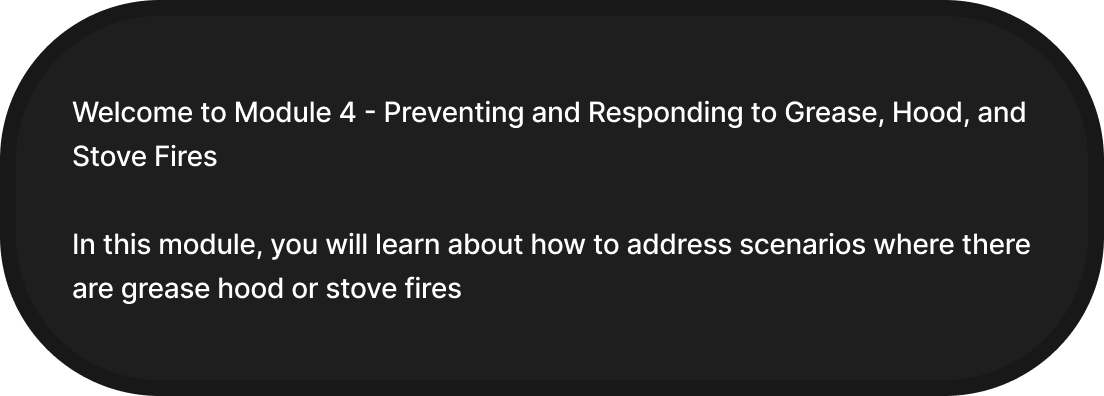 Welcome to Module 4 - Preventing and Responding to Grease, Hood, and
Stove Fires
In this module, you will learn about how to address scenarios where there
are grease hood or stove fires